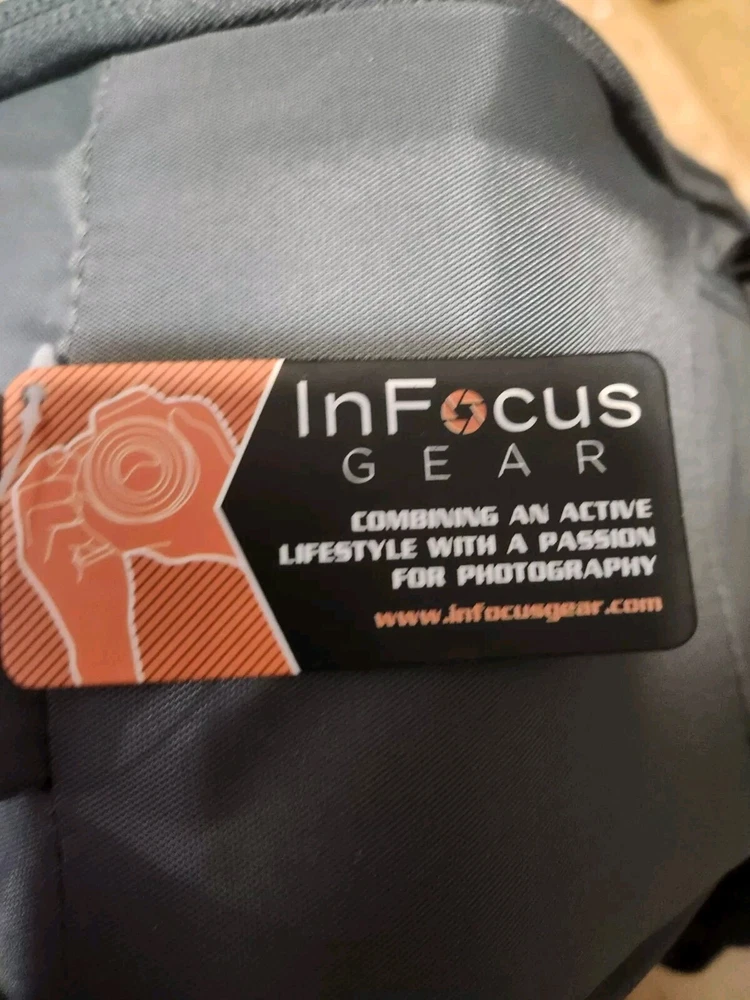 InFocus
GEAR
COMBINING AN ACTIVE
LIFESTYLE WITH A PASSION
FOR PHOTOGRAPHY
www.infocusgear.com